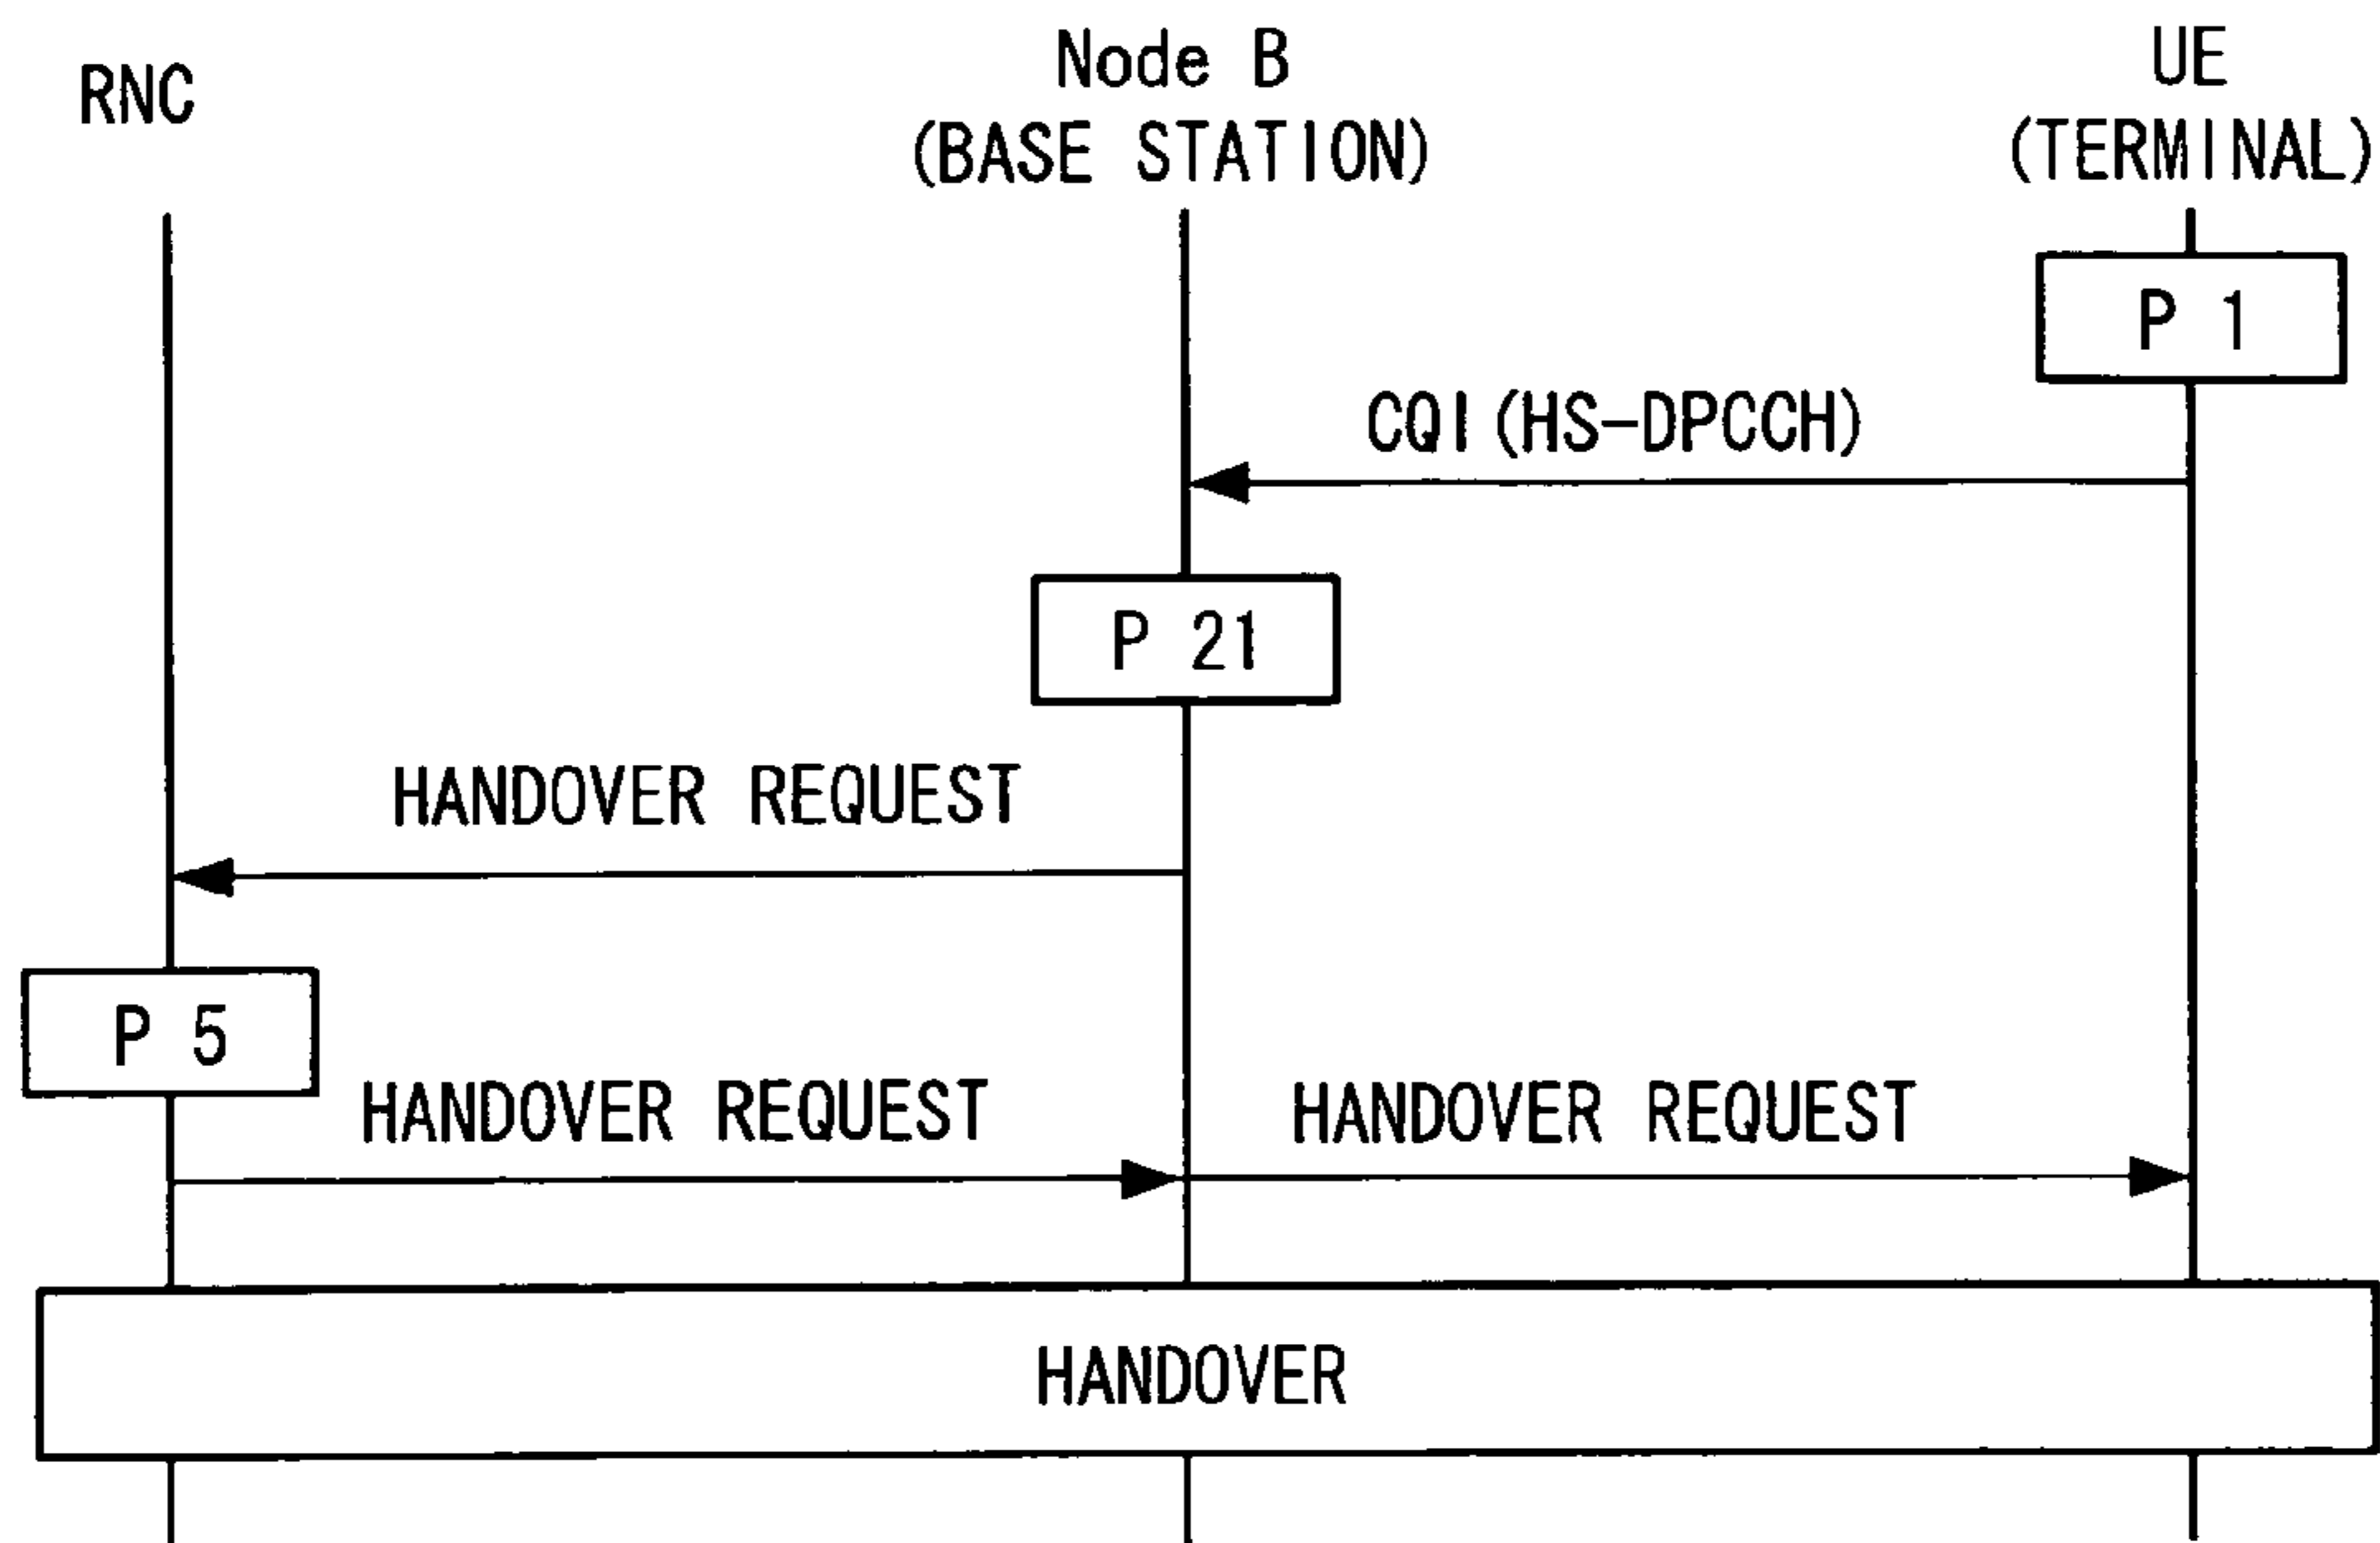 RNC
Node B
(BASE STATION)
UE
(TERMINAL)
P 1
CQI (HS-DPCCH)
P 21
HANDOVER REQUEST
P 5
HANDOVER REQUEST
HANDOVER REQUEST
HANDOVER